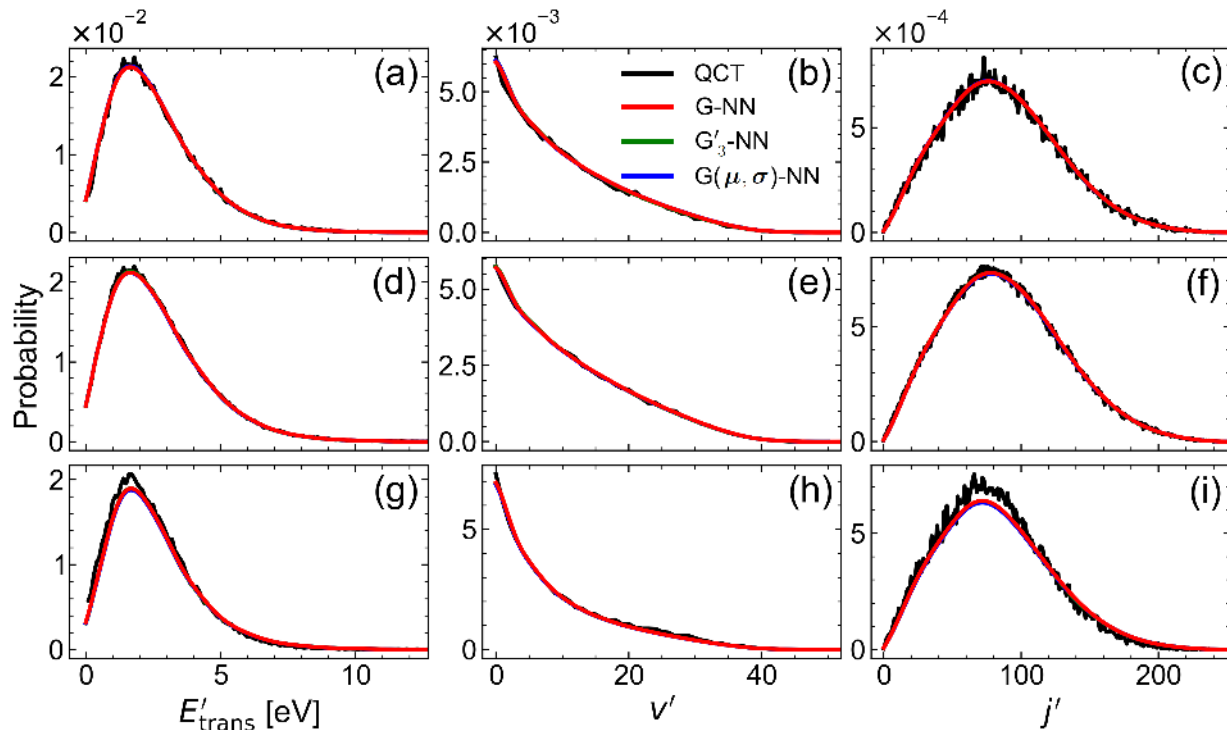 ×10⁻² ×10⁻³ ×10⁻⁴
(a) (b) (c)
QCT
G-NN
G′₃-NN
G(μ, σ)-NN
2
1
0
5.0
2.5
0.0
5
0
(d) (e) (f)
2
1
0
5.0
2.5
0.0
5
0
(g) (h) (i)
2
1
0
5
0
5
0
0 5 10
0 20 40
0 100 200
Probability
E′trans [eV]
v′
j′